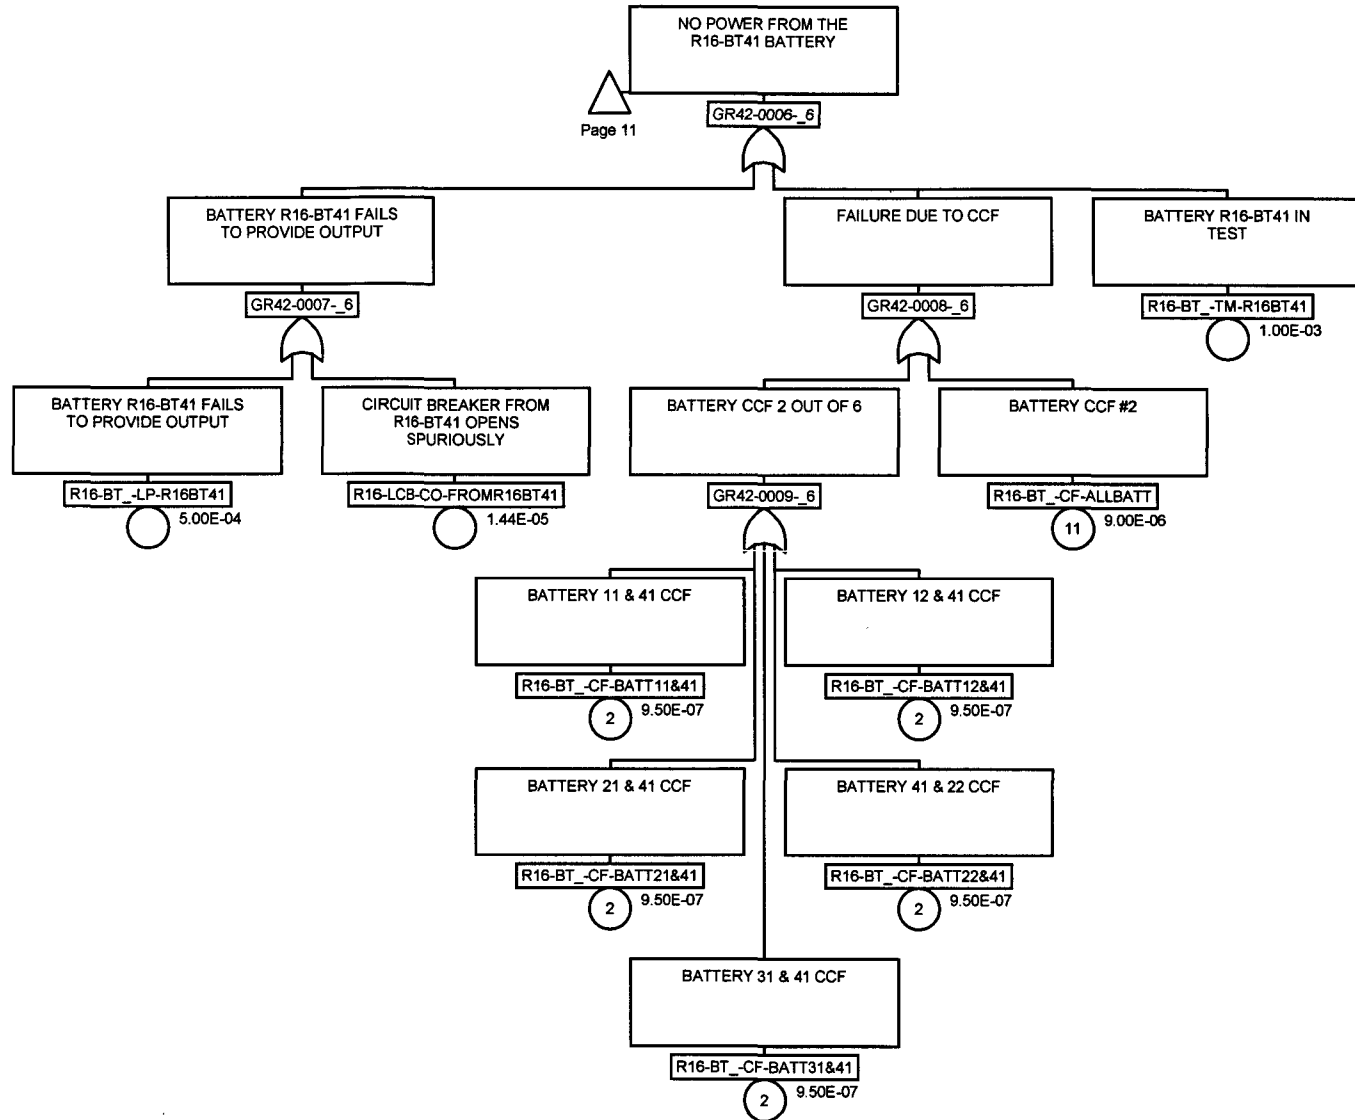 NO POWER FROM THE
R16-BT41 BATTERY
Page 11
GR42-0006-_6
BATTERY R16-BT41 FAILS
TO PROVIDE OUTPUT
GR42-0007-_6
FAILURE DUE TO CCF
GR42-0008-_6
BATTERY R16-BT41 IN
TEST
R16-BT_-TM-R16BT41
1.00E-03
BATTERY R16-BT41 FAILS
TO PROVIDE OUTPUT
R16-BT_-LP-R16BT41
5.00E-04
CIRCUIT BREAKER FROM
R16-BT41 OPENS
SPURIOUSLY
R16-LCB-CO-FROMR16BT41
1.44E-05
BATTERY CCF 2 OUT OF 6
GR42-0009-_6
BATTERY CCF #2
R16-BT_-CF-ALLBATT
11
9.00E-06
BATTERY 11 & 41 CCF
R16-BT_-CF-BATT11&41
2
9.50E-07
BATTERY 12 & 41 CCF
R16-BT_-CF-BATT12&41
2
9.50E-07
BATTERY 21 & 41 CCF
R16-BT_-CF-BATT21&41
2
9.50E-07
BATTERY 41 & 22 CCF
R16-BT_-CF-BATT22&41
2
9.50E-07
BATTERY 31 & 41 CCF
R16-BT_-CF-BATT31&41
2
9.50E-07